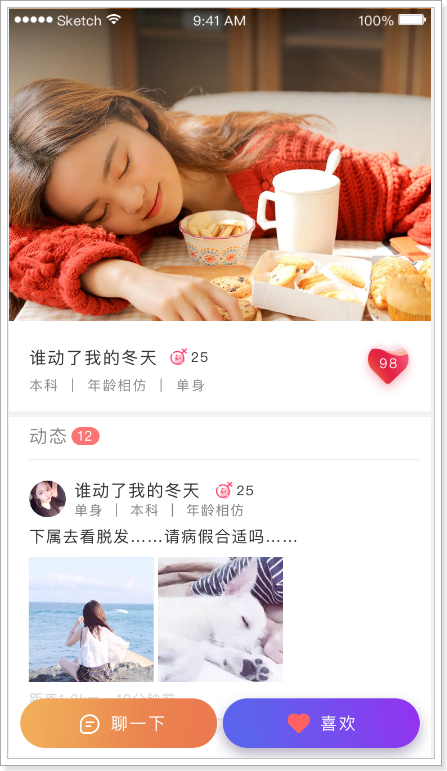 Sketch 9:41 AM 100%
谁动了我的冬天 25
98
本科 | 年龄相仿 | 单身
动态 12
谁动了我的冬天 25
单身 | 本科 | 年龄相仿
下属去看脱发……请病假合适吗……
聊一下 喜欢